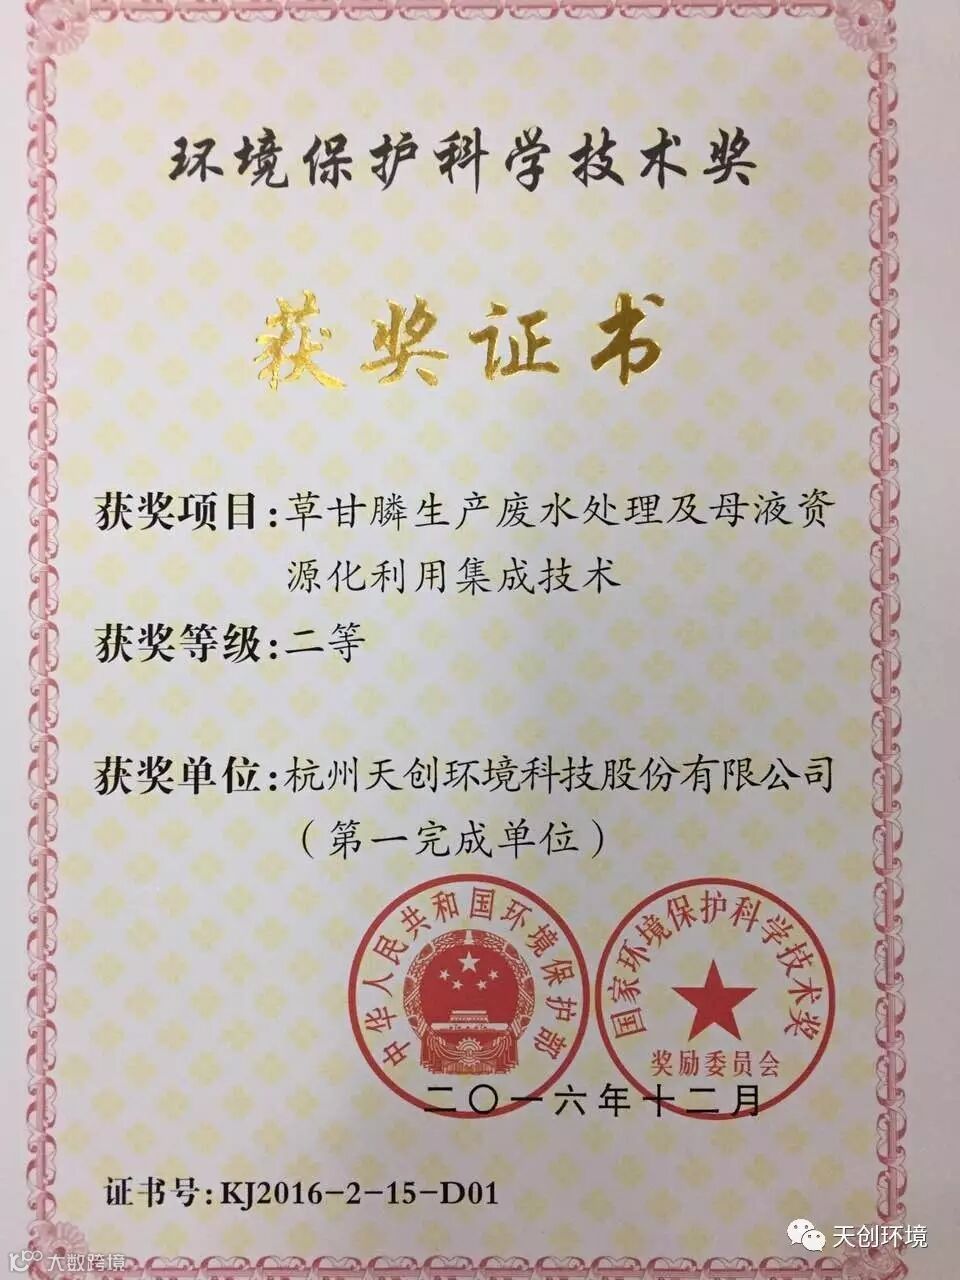 环境保护科学技术奖
获奖证书
获奖项目:草甘膦生产废水处理及母液资
源化利用集成技术
获奖等级:二等
获奖单位:杭州天创环境科技股份有限公司
(第一完成单位)
中华人民共和国环境保护部
国家环境保护科学技术奖
奖励委员会
二〇一六年十二月
证书号:KJ2016-2-15-D01
天创环境
大数跨境